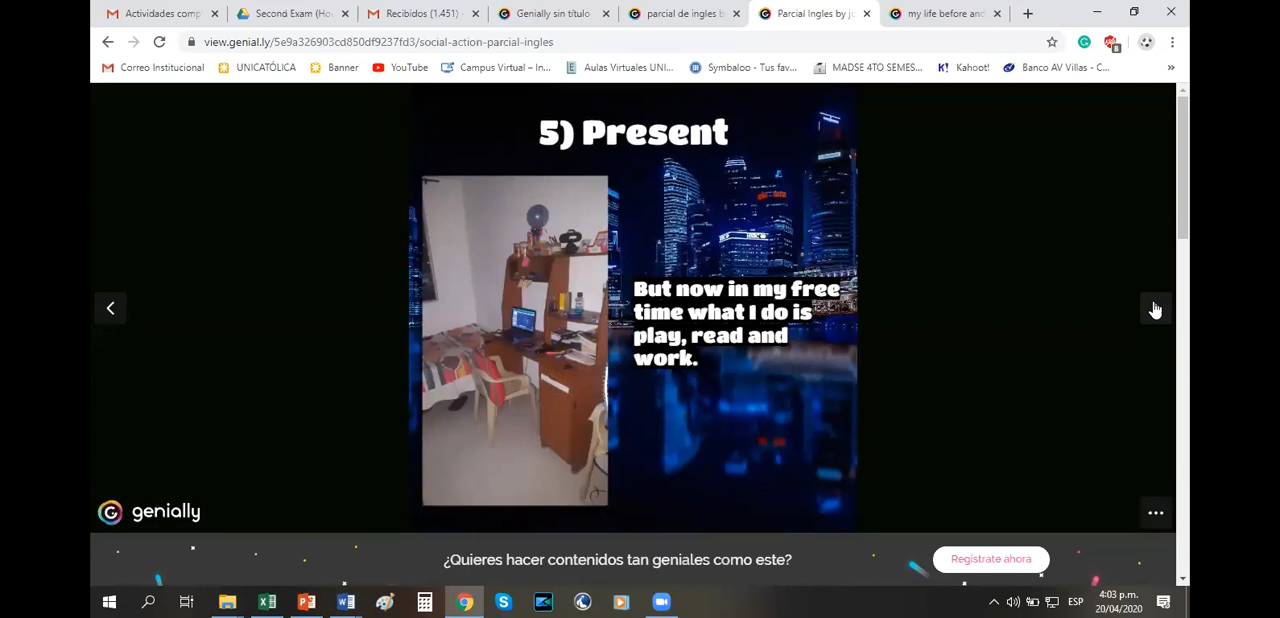 Actividades comp
Second Exam (Ho
Recibidos (1.451)
Genially sin título
parcial de ingles b
Parcial Ingles by jo
my life before and
view.genial.ly/5e9a326903cd850df9237fd3/social-action-parcial-ingles
8
Correo Institucional
UNICATÓLICA
Banner
YouTube
Campus Virtual – In...
Aulas Virtuales UNI...
Symbaloo - Tus fav...
MADSE 4TO SEMES...
K! Kahoot!
Banco AV Villas - C...
»
5) Present
But now in my free
time what I do is
play, read and
work.
genially
¿Quieres hacer contenidos tan geniales como este?
Regístrate ahora
ESP
4:03 p.m.
20/04/2020